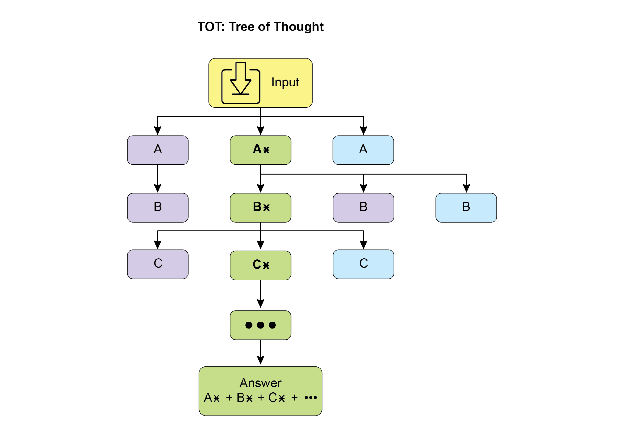 TOT: Tree of Thought
Input
A A* A
B B* B B
C C* C
•••
Answer
A* + B* + C* + •••